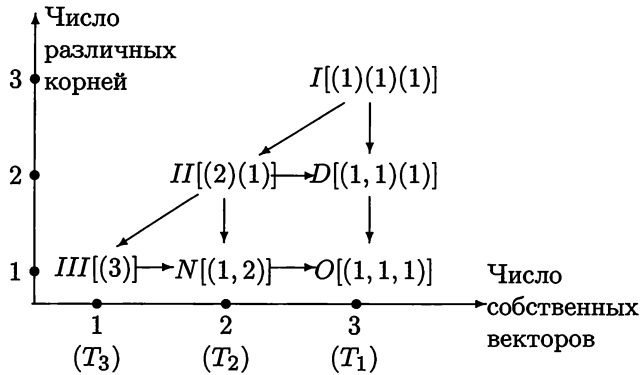 Число
различных
корней
3
I[(1)(1)(1)]
2
II[(2)(1)]
D[(1, 1)(1)]
1
III[(3)]
N[(1, 2)]
O[(1, 1, 1)]
Число
собственных
векторов
1
2
3
(T₃)
(T₂)
(T₁)